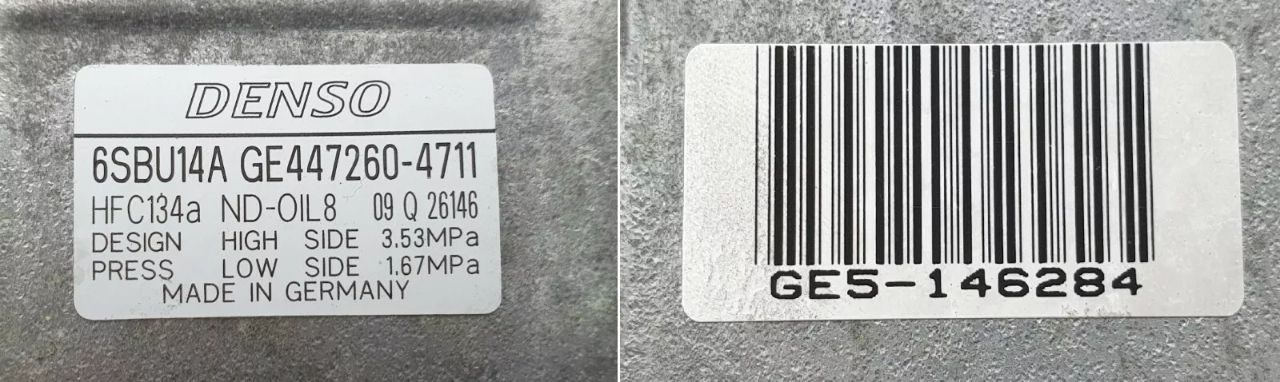 DENSO
6SBU14A GE447260-4711
HFC134a ND-OIL8 09 Q 26146
DESIGN HIGH SIDE 3.53MPa
PRESS LOW SIDE 1.67MPa
MADE IN GERMANY
GE5-146284